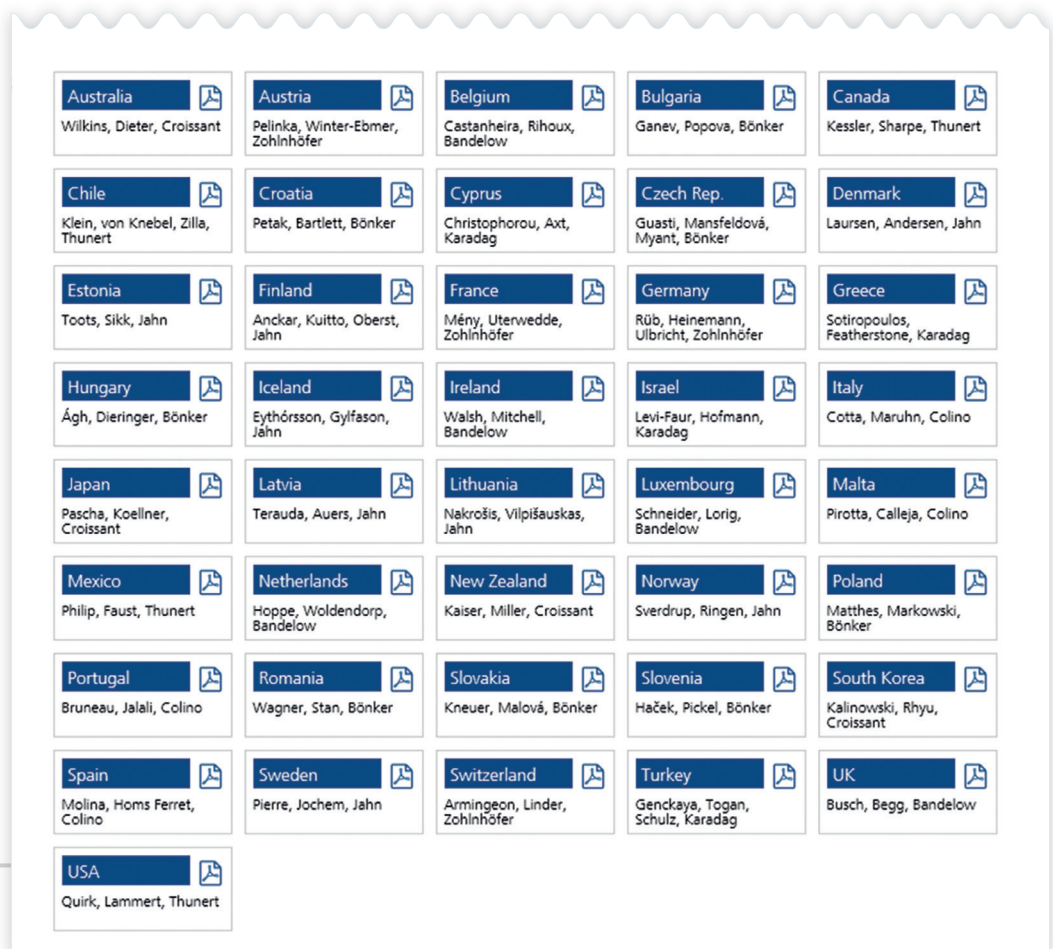 Australia
Wilkins, Dieter, Croissant
Austria
Pelinka, Winter-Ebmer,
Zohlnhöfer
Belgium
Castanheira, Rihoux,
Bandelow
Bulgaria
Ganev, Popova, Bönker
Canada
Kessler, Sharpe, Thunert
Chile
Klein, von Knebel, Zilla,
Thunert
Croatia
Petak, Bartlett, Bönker
Cyprus
Christophorou, Axt,
Karadag
Czech Rep.
Guasti, Mansfeldová,
Myant, Bönker
Denmark
Laursen, Andersen, Jahn
Estonia
Toots, Sikk, Jahn
Finland
Anckar, Kuitto, Oberst,
Jahn
France
Mény, Uterwedde,
Zohlnhöfer
Germany
Rüb, Heinemann,
Ulbricht, Zohlnhöfer
Greece
Sotiropoulos,
Featherstone, Karadag
Hungary
Ágh, Dieringer, Bönker
Iceland
Eythórsson, Gylfason,
Jahn
Ireland
Walsh, Mitchell,
Bandelow
Israel
Levi-Faur, Hofmann,
Karadag
Italy
Cotta, Maruhn, Colino
Japan
Pascha, Koellner,
Croissant
Latvia
Terauda, Auers, Jahn
Lithuania
Nakrošis, Vilpišauskas,
Jahn
Luxembourg
Schneider, Lorig,
Bandelow
Malta
Pirotta, Calleja, Colino
Mexico
Philip, Faust, Thunert
Netherlands
Hoppe, Woldendorp,
Bandelow
New Zealand
Kaiser, Miller, Croissant
Norway
Sverdrup, Ringen, Jahn
Poland
Matthes, Markowski,
Bönker
Portugal
Bruneau, Jalali, Colino
Romania
Wagner, Stan, Bönker
Slovakia
Kneuer, Malová, Bönker
Slovenia
Haček, Pickel, Bönker
South Korea
Kalinowski, Rhyu,
Croissant
Spain
Molina, Homs Ferret,
Colino
Sweden
Pierre, Jochem, Jahn
Switzerland
Armingeon, Linder,
Zohlnhöfer
Turkey
Genckaya, Togan,
Schulz, Karadag
UK
Busch, Begg, Bandelow
USA
Quirk, Lammert, Thunert